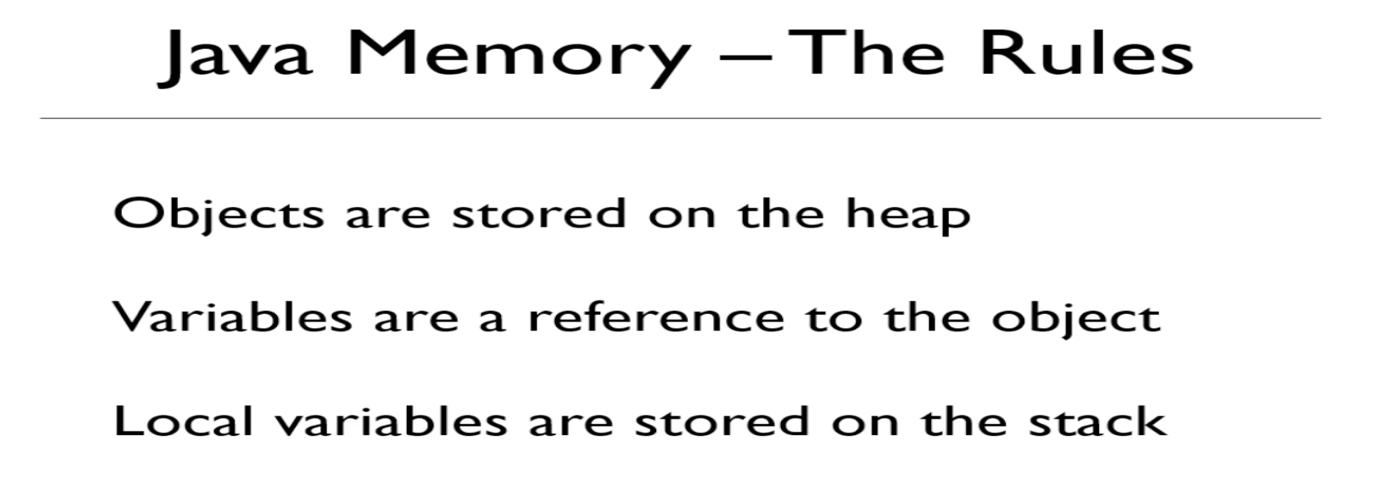 Java Memory – The Rules
Objects are stored on the heap
Variables are a reference to the object
Local variables are stored on the stack